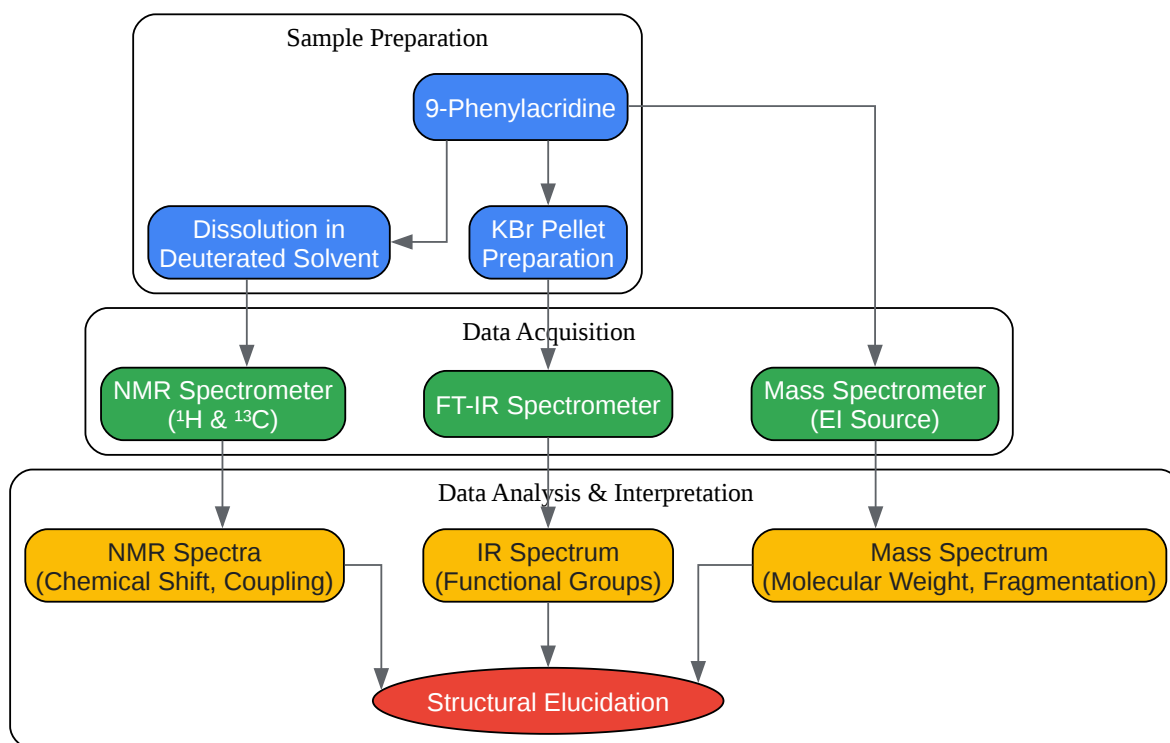 Sample Preparation
9-Phenylacridine
Dissolution in
Deuterated Solvent
KBr Pellet
Preparation
Data Acquisition
NMR Spectrometer
(¹H & ¹³C)
FT-IR Spectrometer
Mass Spectrometer
(EI Source)
Data Analysis & Interpretation
NMR Spectra
(Chemical Shift, Coupling)
IR Spectrum
(Functional Groups)
Mass Spectrum
(Molecular Weight, Fragmentation)
Structural Elucidation